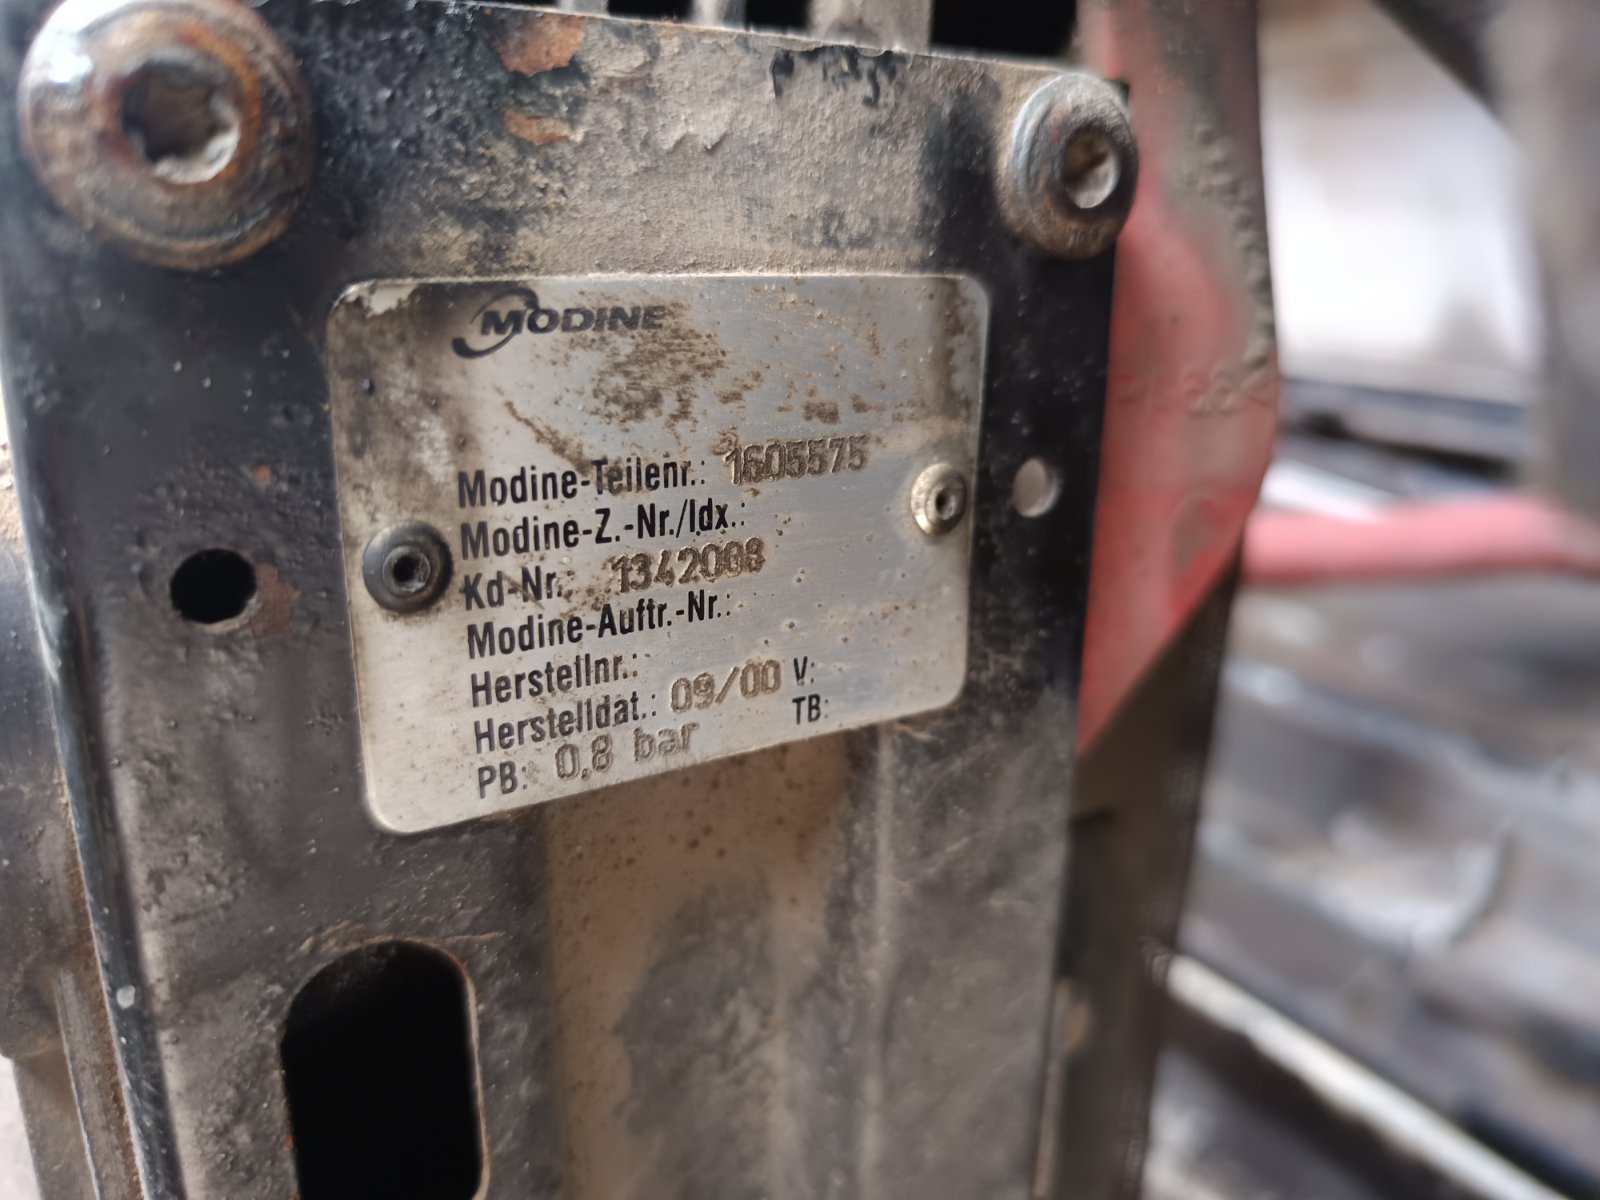 MODINE
Modine-Teilenr.: 1605575
Modine-Z.-Nr./Idx.:
Kd-Nr.: 1342008
Modine-Auftr.-Nr.:
Herstellnr.:
Herstelldat.: 09/00 V:
PB: 0,8 bar TB: